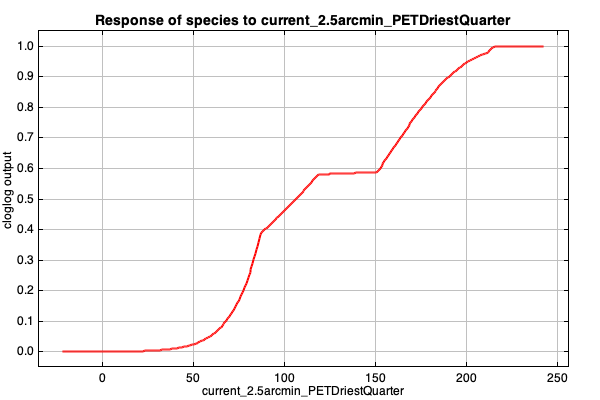 Response of species to current_2.5arcmin_PETDriestQuarter
1.0
0.9
0.8
0.7
0.6
0.5
0.4
0.3
0.2
0.1
0.0
cloglog output
0 50 100 150 200 250
current_2.5arcmin_PETDriestQuarter